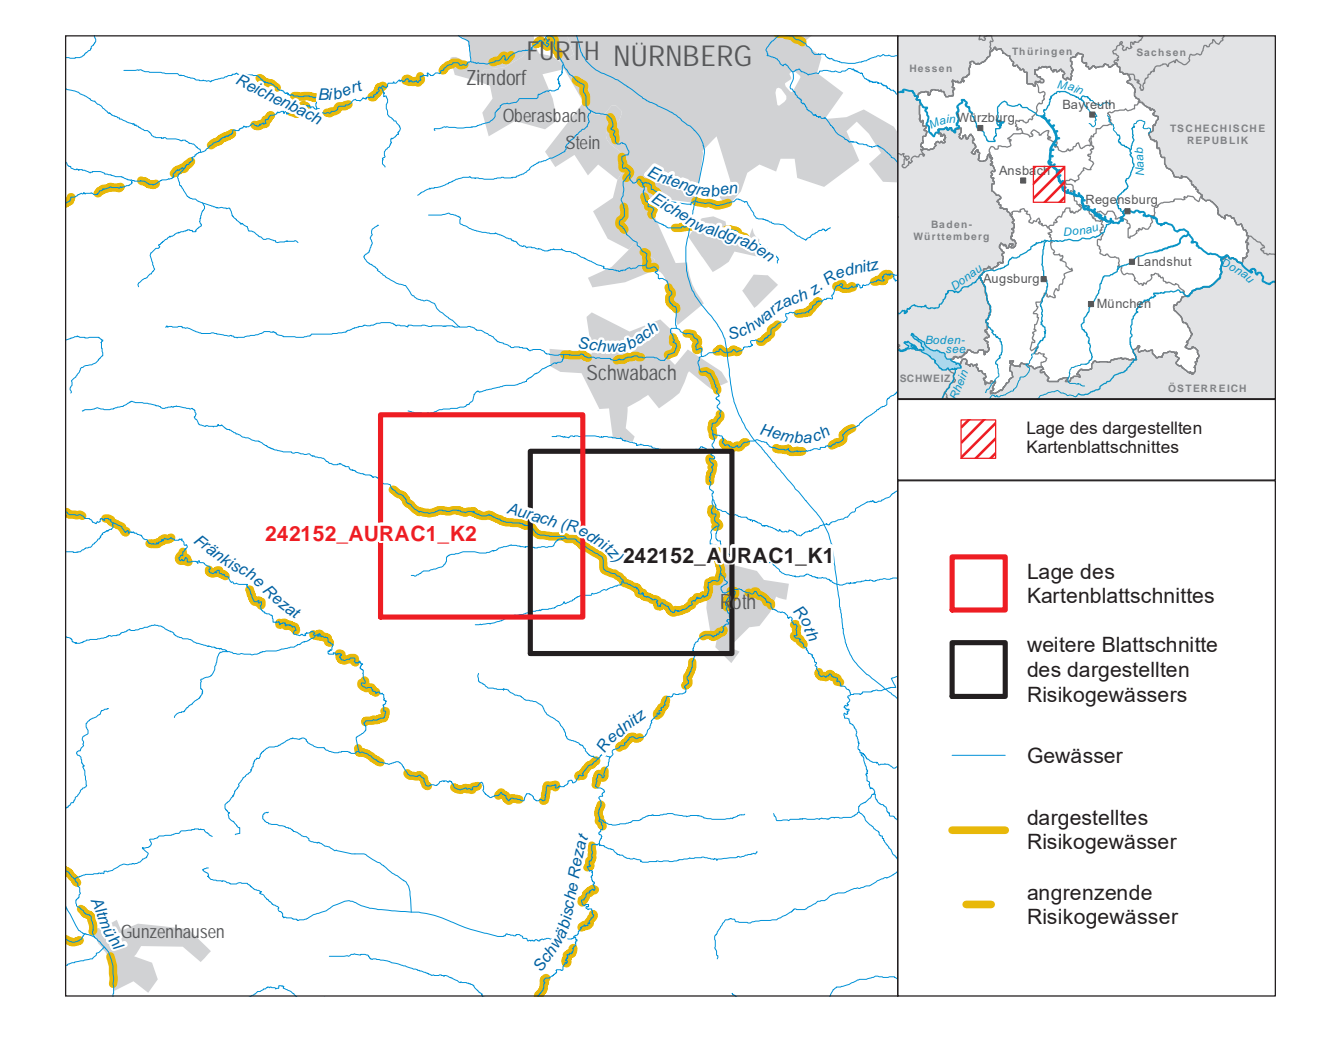 FÜRTH NÜRNBERG
Zirndorf
Bibert
Reichenbach
Oberasbach
Stein
Entengraben
Eichenwaldgraben
Schwarzach z. Rednitz
Schwabach
Schwabach
Hembach
Aurach (Rednitz)
242152_AURAC1_K2
242152_AURAC1_K1
Fränkische Rezat
Roth
Roth
Rednitz
Schwäbische Rezat
Altmühl
Gunzenhausen
Thüringen
Sachsen
Hessen
Main
Bayreuth
Main
Würzburg
TSCHECHISCHE
REPUBLIK
Naab
Ansbach
Regensburg
Baden-
Württemberg
Donau
Landshut
Donau
Donau
Augsburg
München
Boden-
see
SCHWEIZ
Rhein
ÖSTERREICH
Lage des dargestellten
Kartenblattschnittes
Lage des
Kartenblattschnittes
weitere Blattschnitte
des dargestellten
Risikogewässers
Gewässer
dargestelltes
Risikogewässer
angrenzende
Risikogewässer